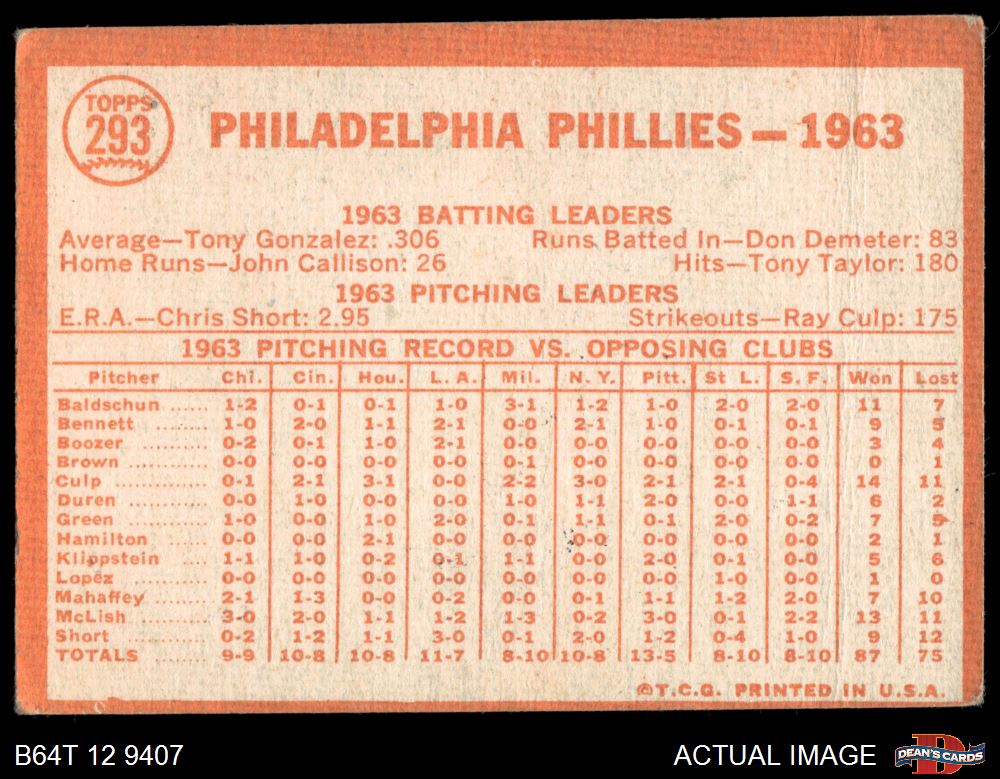 TOPPS
293
PHILADELPHIA PHILLIES — 1963
1963 BATTING LEADERS
Average—Tony Gonzalez: .306 Runs Batted In—Don Demeter: 83
Home Runs—John Callison: 26 Hits—Tony Taylor: 180
1963 PITCHING LEADERS
E.R.A.—Chris Short: 2.95 Strikeouts—Ray Culp: 175
1963 PITCHING RECORD VS. OPPOSING CLUBS
Pitcher Chi. Cin. Hou. L. A. Mil. N. Y. Pitt. St L. S. F. Won Lost
Baldschun ...... 1-2 0-1 0-1 1-0 3-1 1-2 1-0 2-0 2-0 11 7
Bennett ........ 1-0 2-0 1-1 2-1 0-0 2-1 1-0 0-1 0-1 9 5
Boozer ......... 0-2 0-1 1-0 2-1 0-0 0-0 0-0 0-0 0-0 3 4
Brown ............ 0-0 0-0 0-0 0-0 0-1 0-0 0-0 0-0 0-0 0 1
Culp .............. 0-1 2-1 3-1 0-0 2-2 3-0 2-1 2-1 0-4 14 11
Duren ............ 0-0 1-0 0-0 0-0 1-0 1-1 2-0 0-0 1-1 6 2
Green ............ 1-0 0-0 1-0 2-0 0-1 1-1 0-1 2-0 0-2 7 5
Hamilton ....... 0-0 0-0 2-1 0-0 0-0 0-0 0-0 0-0 0-0 2 1
Klippstein .... 1-1 1-0 0-2 0-1 1-1 0-0 2-0 0-1 0-0 5 6
Lopez ........... 0-0 0-0 0-0 0-0 0-0 0-0 0-0 1-0 0-0 1 0
Mahaffey ........ 2-1 1-3 0-0 0-2 0-0 0-1 1-1 1-2 2-0 7 10
McLish ......... 3-0 2-0 1-1 1-2 1-3 0-2 3-0 0-1 2-2 13 11
Short ............ 0-2 1-2 1-1 3-0 0-1 2-0 1-2 0-4 1-0 9 12
TOTALS ........ 9-9 10-8 10-8 11-7 8-10 10-8 13-5 8-10 8-10 87 75
©T.C.G. PRINTED IN U.S.A.
B64T 12 9407 ACTUAL IMAGE DEAN'S CARDS